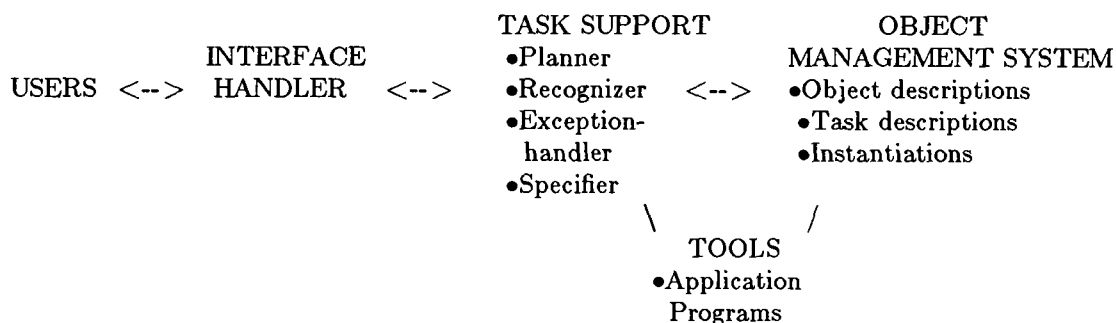 TASK SUPPORT OBJECT
INTERFACE •Planner MANAGEMENT SYSTEM
USERS <--> HANDLER <--> •Recognizer <--> •Object descriptions
•Exception- •Task descriptions
handler •Instantiations
•Specifier
\ /
TOOLS
•Application
Programs